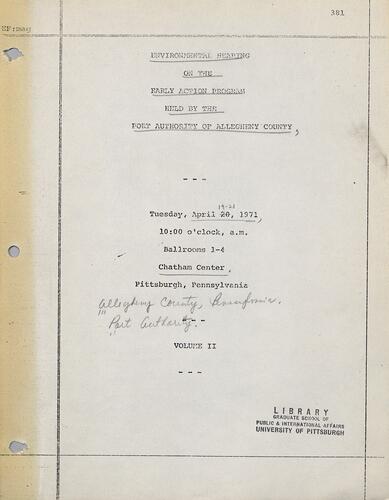 381
ENVIRONMENTAL HEARING
ON THE
EARLY ACTION PROGRAM
HELD BY THE
PORT AUTHORITY OF ALLEGHENY COUNTY,
- - -
19-21
Tuesday, April 20, 1971,
10:00 o'clock, a.m.
Ballrooms 1-4
Chatham Center,
Pittsburgh, Pennsylvania
Allegheny County, Pennsylvania.
Port Authority.
- - -
VOLUME II
- - -
LIBRARY
GRADUATE SCHOOL OF
PUBLIC & INTERNATIONAL AFFAIRS
UNIVERSITY OF PITTSBURGH